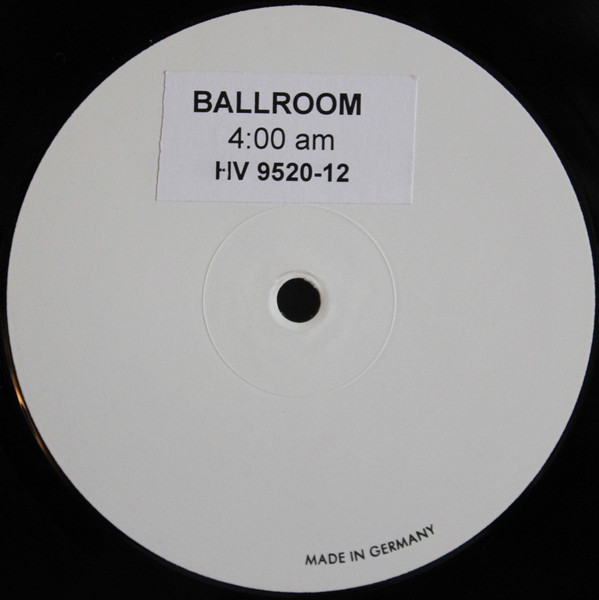 BALLROOM
4:00 am
HV 9520-12
MADE IN GERMANY